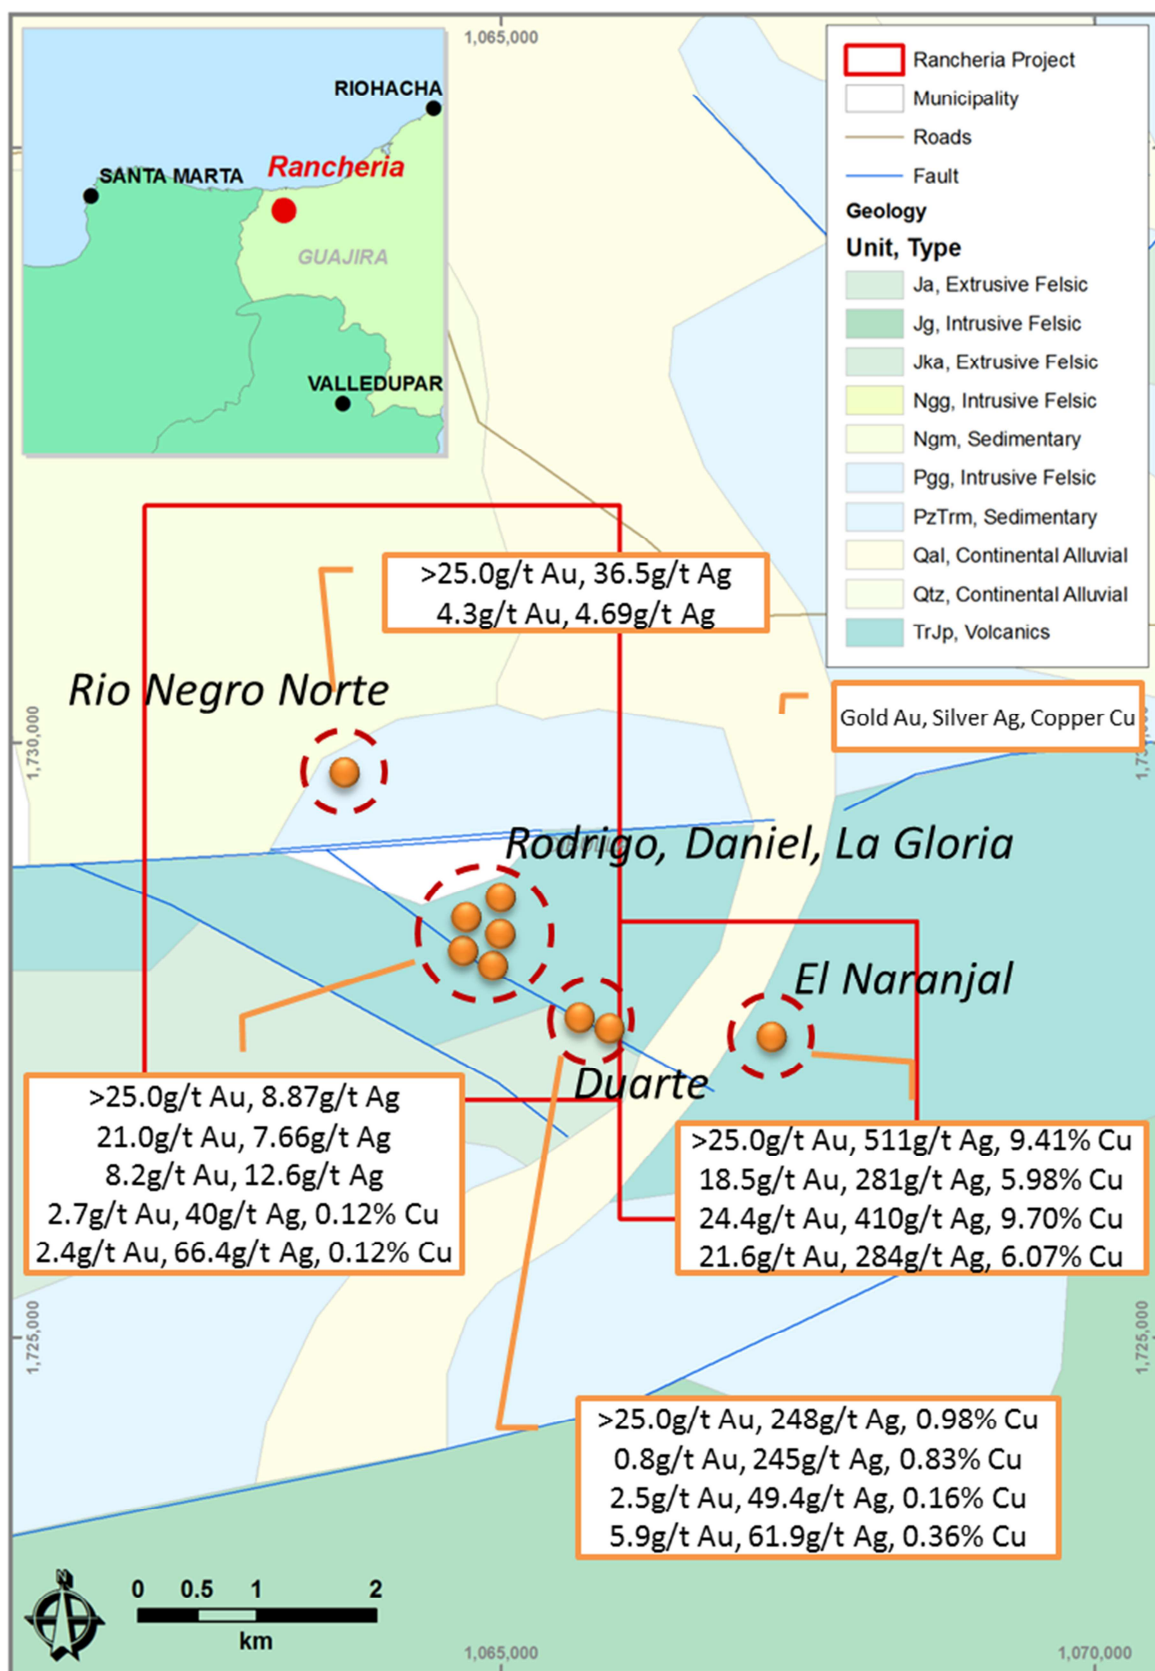 1,065,000
RIOHACHA
SANTA MARTA
Rancheria
GUAJIRA
VALLEDUPAR
Rancheria Project
Municipality
Roads
Fault
Geology
Unit, Type
Ja, Extrusive Felsic
Jg, Intrusive Felsic
Jka, Extrusive Felsic
Ngg, Intrusive Felsic
Ngm, Sedimentary
Pgg, Intrusive Felsic
PzTrm, Sedimentary
Qal, Continental Alluvial
Qtz, Continental Alluvial
TrJp, Volcanics
>25.0g/t Au, 36.5g/t Ag
4.3g/t Au, 4.69g/t Ag
Rio Negro Norte
Gold Au, Silver Ag, Copper Cu
1,730,000
Rodrigo, Daniel, La Gloria
El Naranjal
Duarte
>25.0g/t Au, 8.87g/t Ag
21.0g/t Au, 7.66g/t Ag
8.2g/t Au, 12.6g/t Ag
2.7g/t Au, 40g/t Ag, 0.12% Cu
2.4g/t Au, 66.4g/t Ag, 0.12% Cu
>25.0g/t Au, 511g/t Ag, 9.41% Cu
18.5g/t Au, 281g/t Ag, 5.98% Cu
24.4g/t Au, 410g/t Ag, 9.70% Cu
21.6g/t Au, 284g/t Ag, 6.07% Cu
1,725,000
1,725,000
>25.0g/t Au, 248g/t Ag, 0.98% Cu
0.8g/t Au, 245g/t Ag, 0.83% Cu
2.5g/t Au, 49.4g/t Ag, 0.16% Cu
5.9g/t Au, 61.9g/t Ag, 0.36% Cu
N
0 0.5 1 2
km
1,065,000
1,070,000